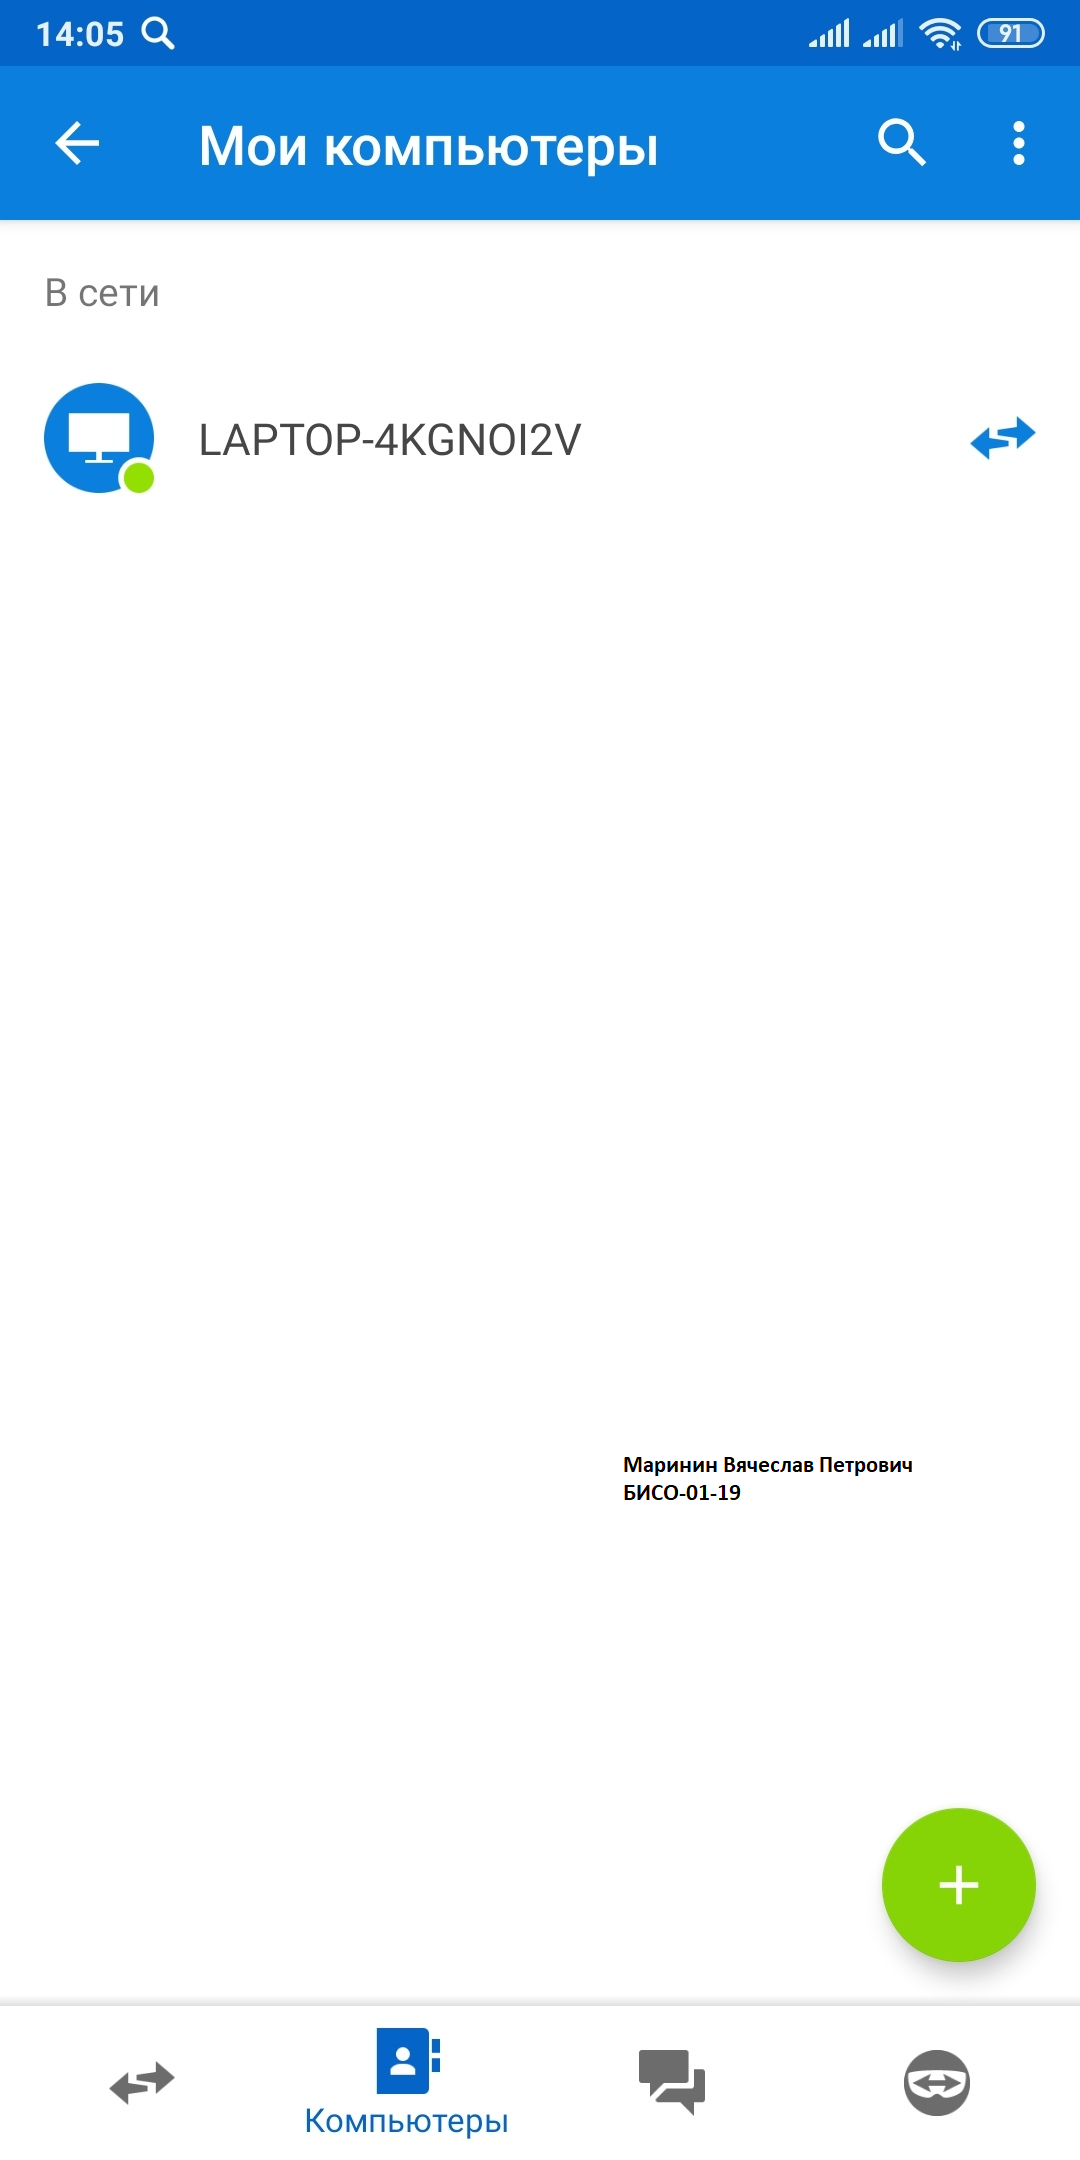 14:05
91
Мои компьютеры
В сети
LAPTOP-4KGNOI2V
Маринин Вячеслав Петрович
БИСО-01-19
Компьютеры